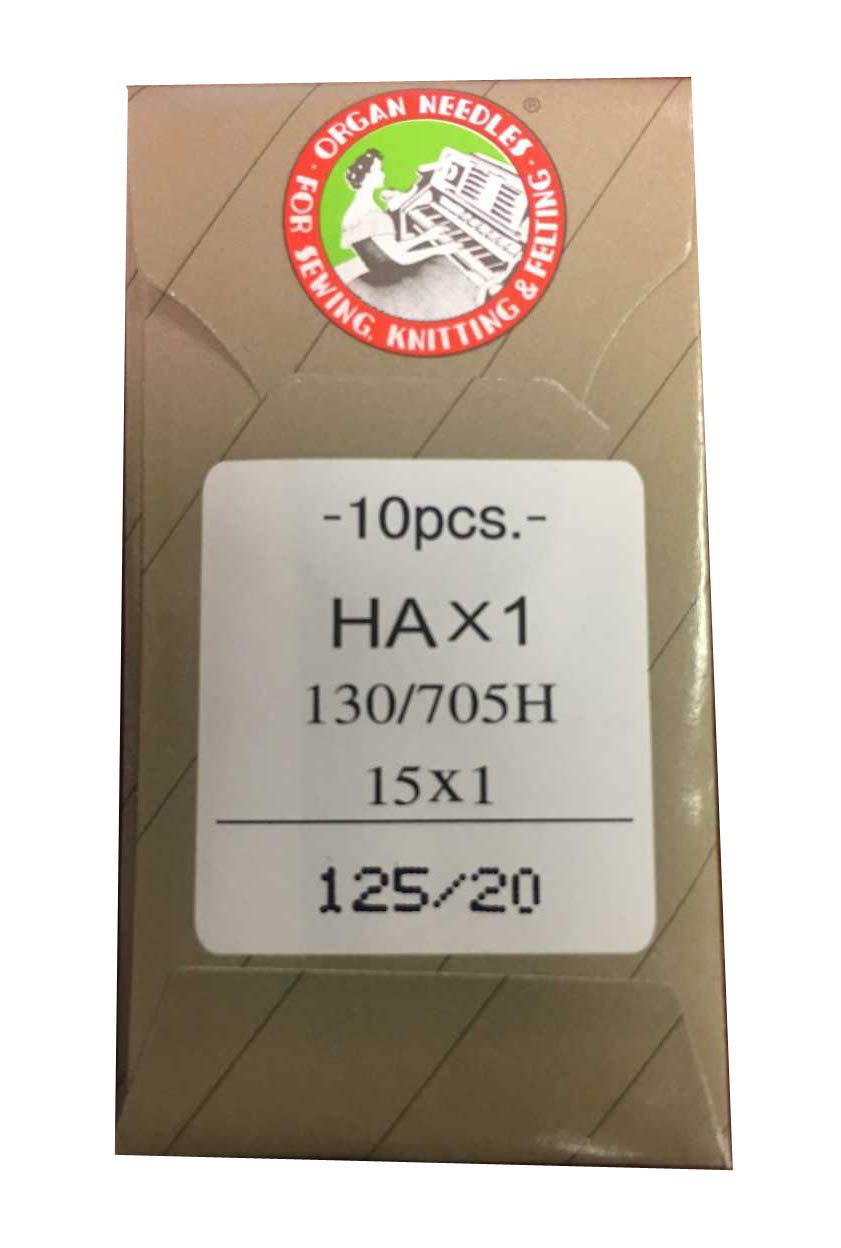 · ORGAN NEEDLES · ®
FOR SEWING, KNITTING & FELTING
-10pcs.-
HA×1
130/705H
15X1
125/20